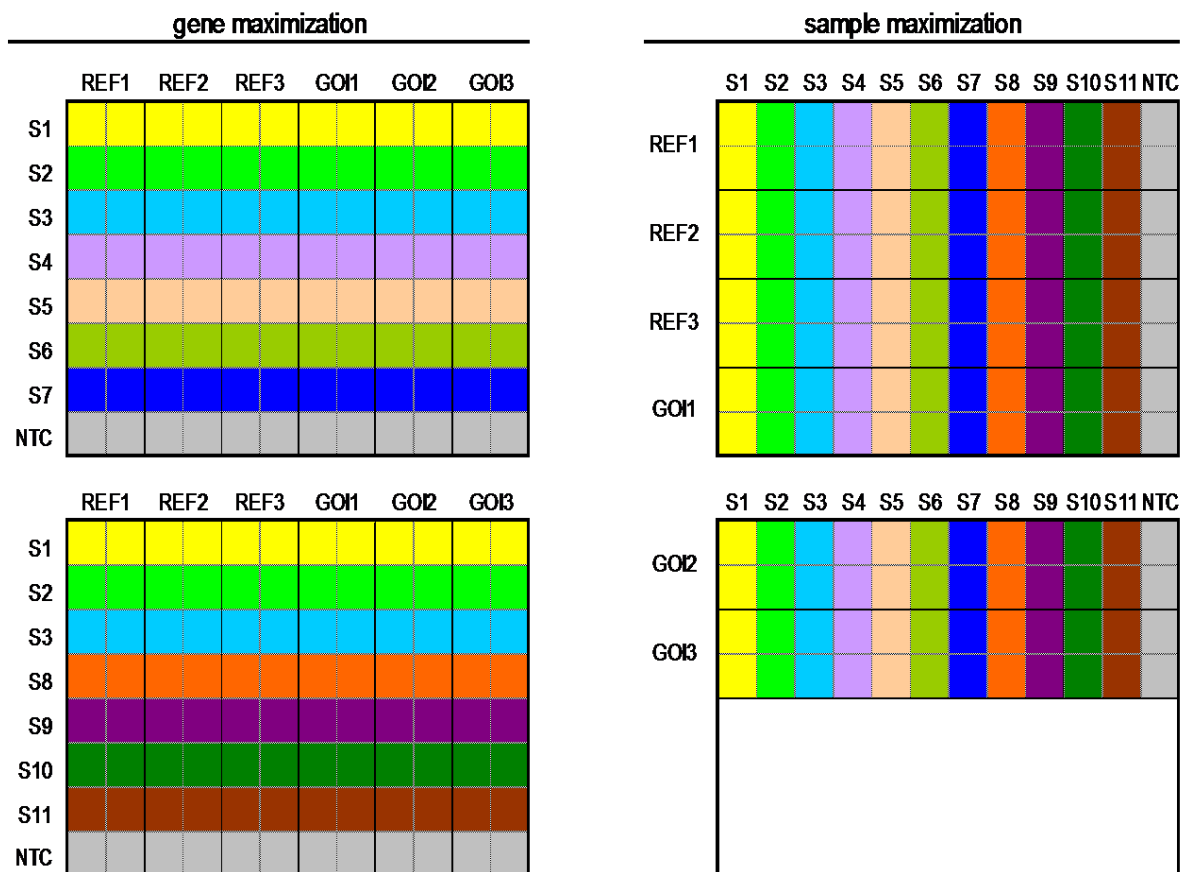 gene maximization
REF1 REF2 REF3 GOI1 GOI2 GOI3
S1
S2
S3
S4
S5
S6
S7
NTC
REF1 REF2 REF3 GOI1 GOI2 GOI3
S1
S2
S3
S8
S9
S10
S11
NTC
sample maximization
S1 S2 S3 S4 S5 S6 S7 S8 S9 S10 S11 NTC
REF1
REF2
REF3
GOI1
S1 S2 S3 S4 S5 S6 S7 S8 S9 S10 S11 NTC
GOI2
GOI3